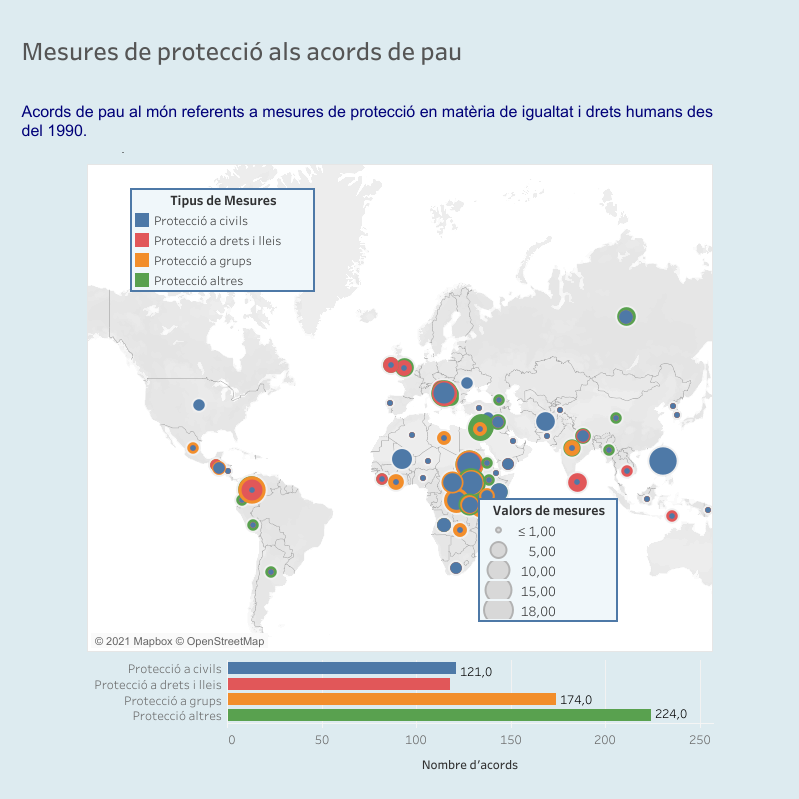 Mesures de protecció als acords de pau
Acords de pau al món referents a mesures de protecció en matèria de igualtat i drets humans des
del 1990.
.
Tipus de Mesures
Protecció a civils
Protecció a drets i lleis
Protecció a grups
Protecció altres
Valors de mesures
≤ 1,00
5,00
10,00
15,00
18,00
© 2021 Mapbox © OpenStreetMap
Protecció a civils 121,0
Protecció a drets i lleis
Protecció a grups 174,0
Protecció altres 224,0
0 50 100 150 200 250
Nombre d'acords